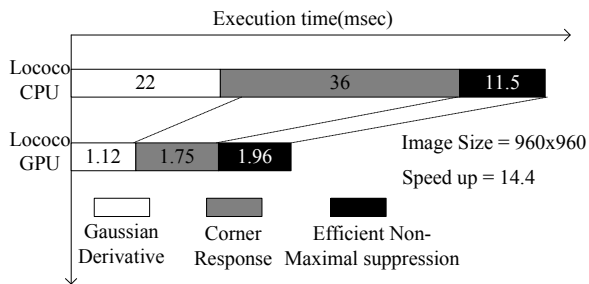 Execution time(msec)
Lococo
CPU
22 36 11.5
Lococo
GPU
1.12 1.75 1.96
Image Size = 960x960
Speed up = 14.4
Gaussian
Derivative
Corner
Response
Efficient Non-
Maximal suppression